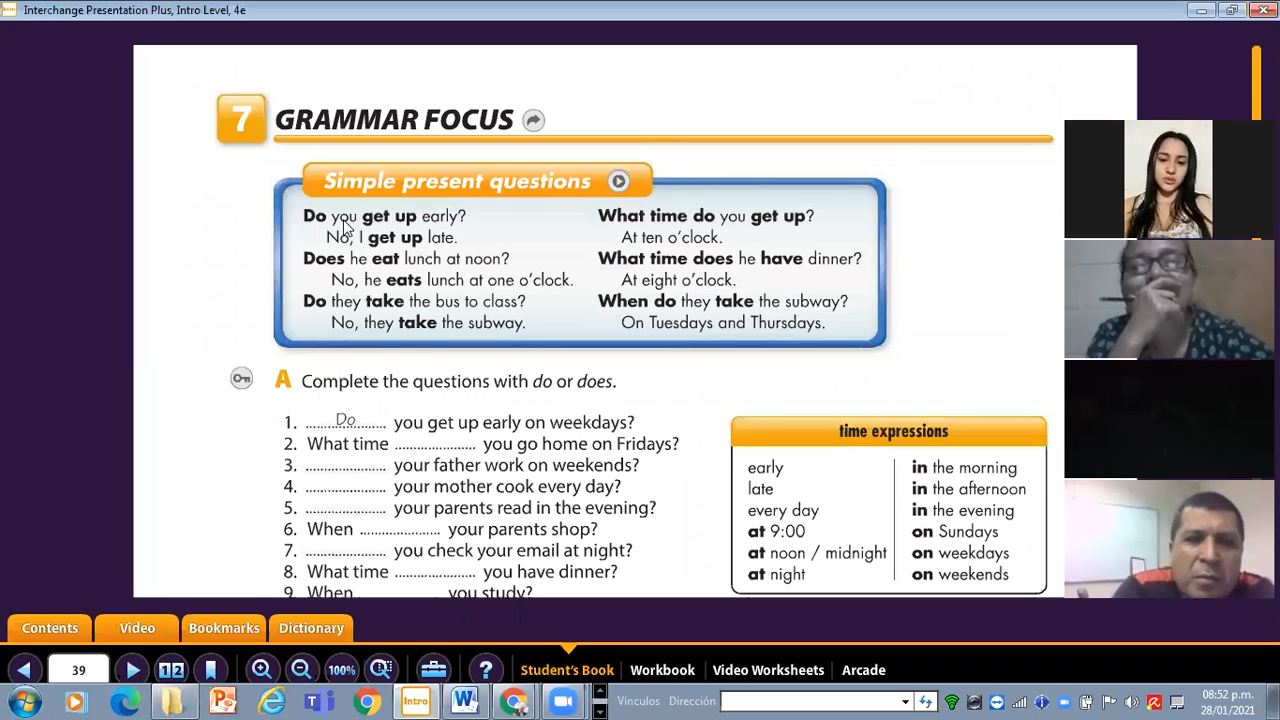 Interchange Presentation Plus, Intro Level, 4e
7 GRAMMAR FOCUS
Simple present questions
Do you get up early?
No, I get up late.
Does he eat lunch at noon?
No, he eats lunch at one o'clock.
Do they take the bus to class?
No, they take the subway.
What time do you get up?
At ten o'clock.
What time does he have dinner?
At eight o'clock.
When do they take the subway?
On Tuesdays and Thursdays.
A Complete the questions with do or does.
1. .....Do..... you get up early on weekdays?
2. What time .................... you go home on Fridays?
3. .................... your father work on weekends?
4. .................... your mother cook every day?
5. .................... your parents read in the evening?
6. When .................... your parents shop?
7. .................... you check your email at night?
8. What time .................... you have dinner?
9. When .................... you study?
time expressions
early
late
every day
at 9:00
at noon / midnight
at night
in the morning
in the afternoon
in the evening
on Sundays
on weekdays
on weekends
Contents Video Bookmarks Dictionary
39 12 100% ? Student's Book Workbook Video Worksheets Arcade
Intro Vínculos Dirección 08:52 p.m.
28/01/2021